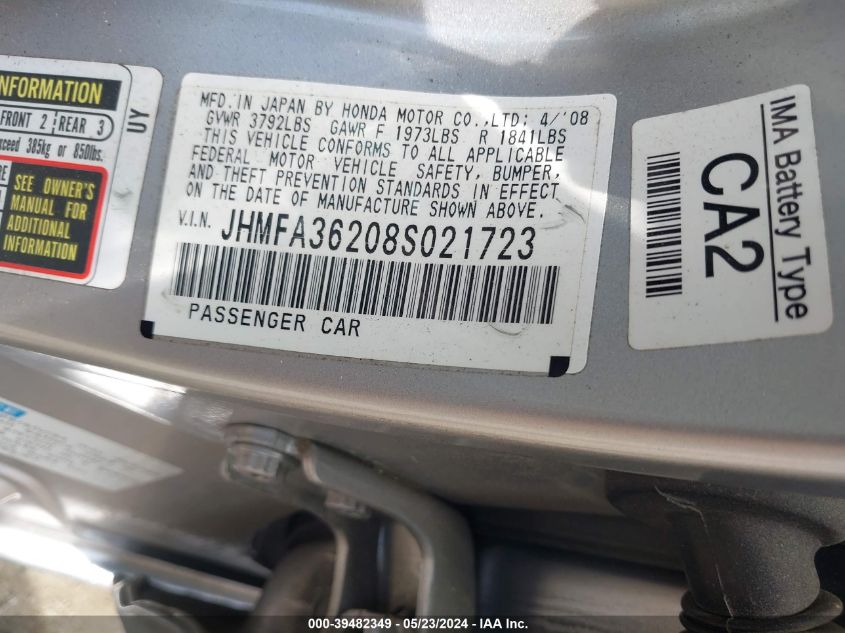 INFORMATION
FRONT 2 REAR 3
exceed 385kg or 850lbs.
SEE OWNER'S
MANUAL FOR
ADDITIONAL
INFORMATION
UY
MFD. IN JAPAN BY HONDA MOTOR CO.,LTD: 4/'08
GVWR 3792LBS GAWR F 1973LBS R 1841LBS
THIS VEHICLE CONFORMS TO ALL APPLICABLE
FEDERAL MOTOR VEHICLE SAFETY, BUMPER,
AND THEFT PREVENTION STANDARDS IN EFFECT
ON THE DATE OF MANUFACTURE SHOWN ABOVE.
V.I.N. JHMFA36208S021723
PASSENGER CAR
IMA Battery Type
CA2
000-39482349 - 05/23/2024 - IAA Inc.